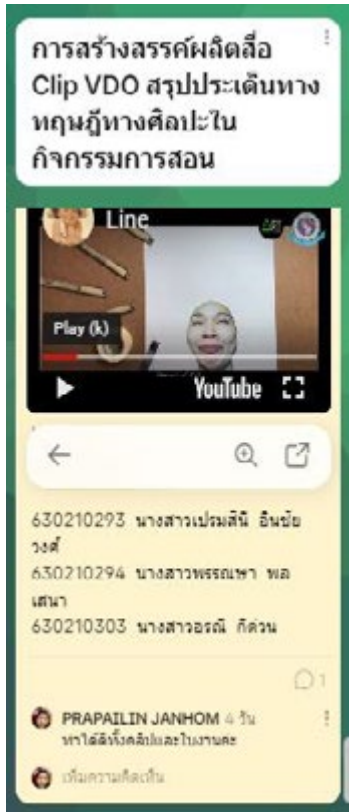 การสร้างสรรค์ผลิตสื่อ
Clip VDO สรุปประเด็นทาง
ทฤษฎีทางศิลปะใน
กิจกรรมการสอน
Line
Play (k)
YouTube
630210293 นางสาวเปรมสินี อินชัย
วงศ์
630210294 นางสาวพรรณษา พล
เสนา
630210303 นางสาวอรณี กีด่วน
1
PRAPAILIN JANHOM 4 วัน
ทำได้ดีทั้งคลิปและใบงานคะ
เพิ่มความคิดเห็น